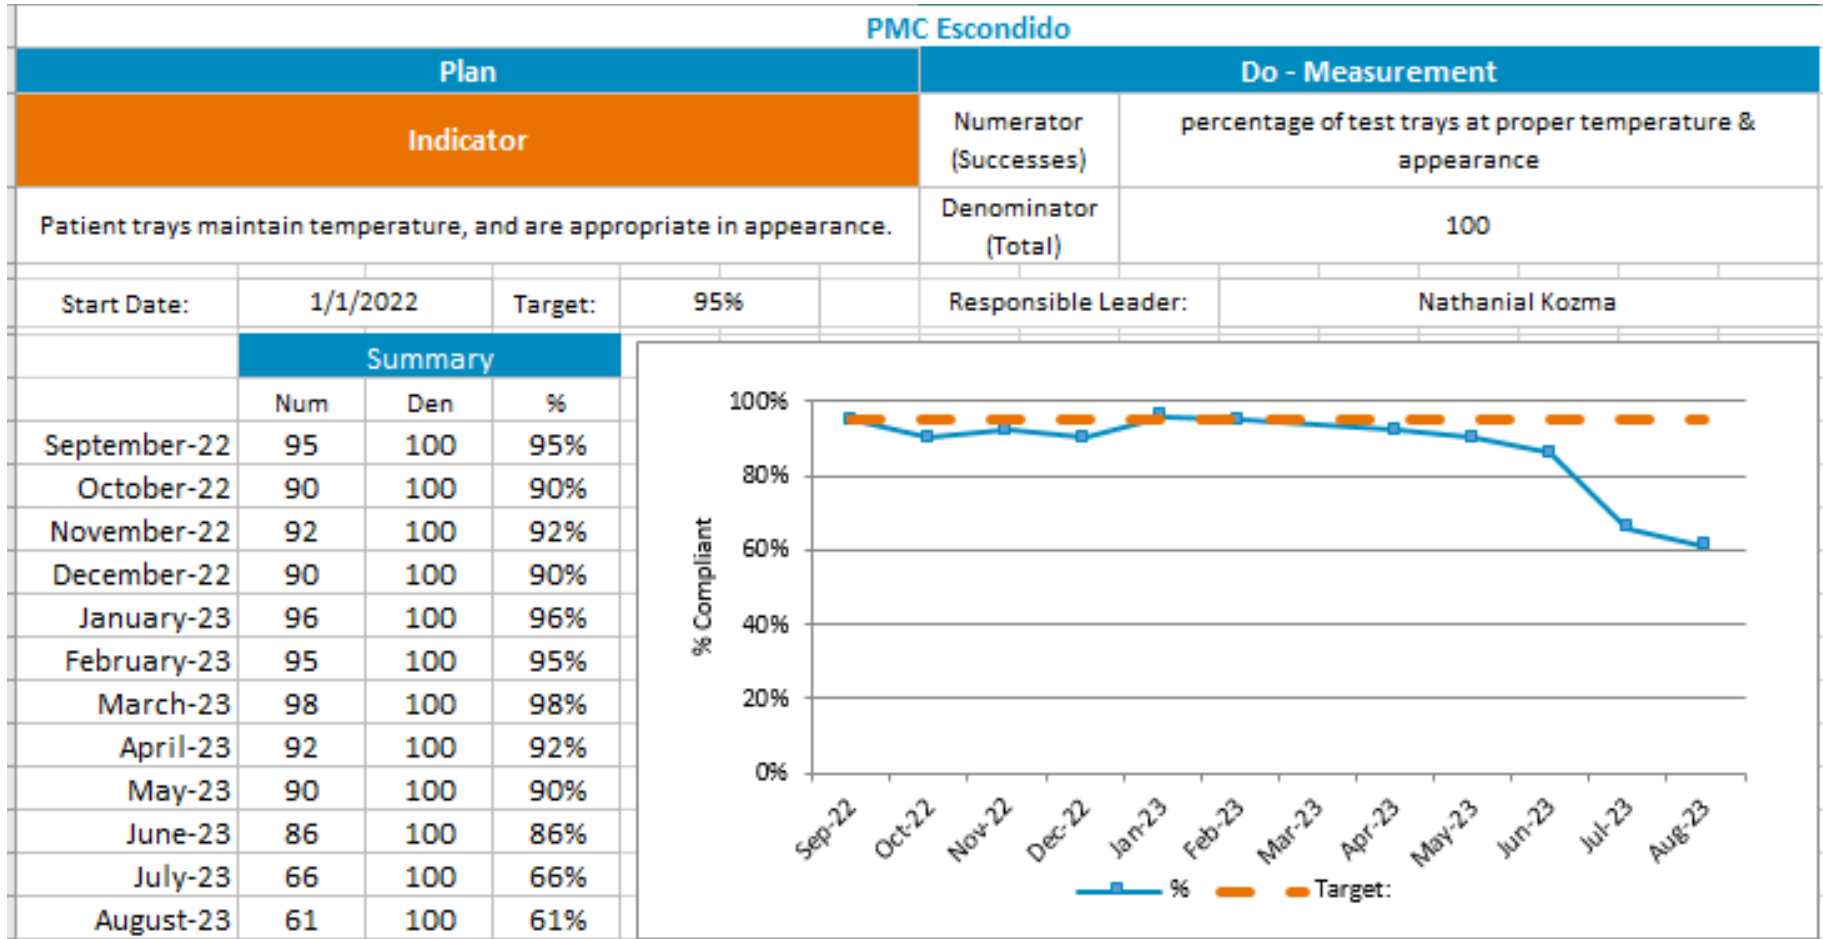 PMC Escondido
Plan
Do - Measurement
Indicator
Numerator
(Successes)
percentage of test trays at proper temperature &
appearance
Patient trays maintain temperature, and are appropriate in appearance.
Denominator
(Total)
100
Start Date: 1/1/2022 Target: 95% Responsible Leader: Nathanial Kozma
Summary
Num Den %
September-22 95 100 95%
October-22 90 100 90%
November-22 92 100 92%
December-22 90 100 90%
January-23 96 100 96%
February-23 95 100 95%
March-23 98 100 98%
April-23 92 100 92%
May-23 90 100 90%
June-23 86 100 86%
July-23 66 100 66%
August-23 61 100 61%
% Compliant
100%
80%
60%
40%
20%
0%
Sep-22 Oct-22 Nov-22 Dec-22 Jan-23 Feb-23 Mar-23 Apr-23 May-23 Jun-23 Jul-23 Aug-23
% Target: